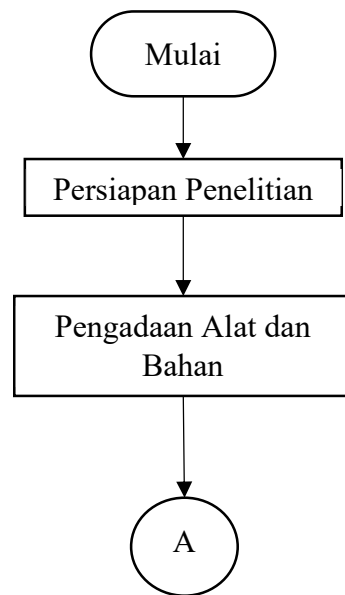 Mulai
Persiapan Penelitian
Pengadaan Alat dan
Bahan
A